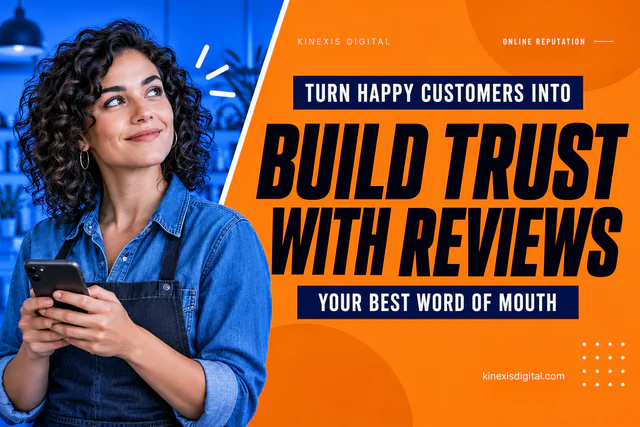 KINEXIS DIGITAL
ONLINE REPUTATION
TURN HAPPY CUSTOMERS INTO
BUILD TRUST
WITH REVIEWS
YOUR BEST WORD OF MOUTH
kinexisdigital.com